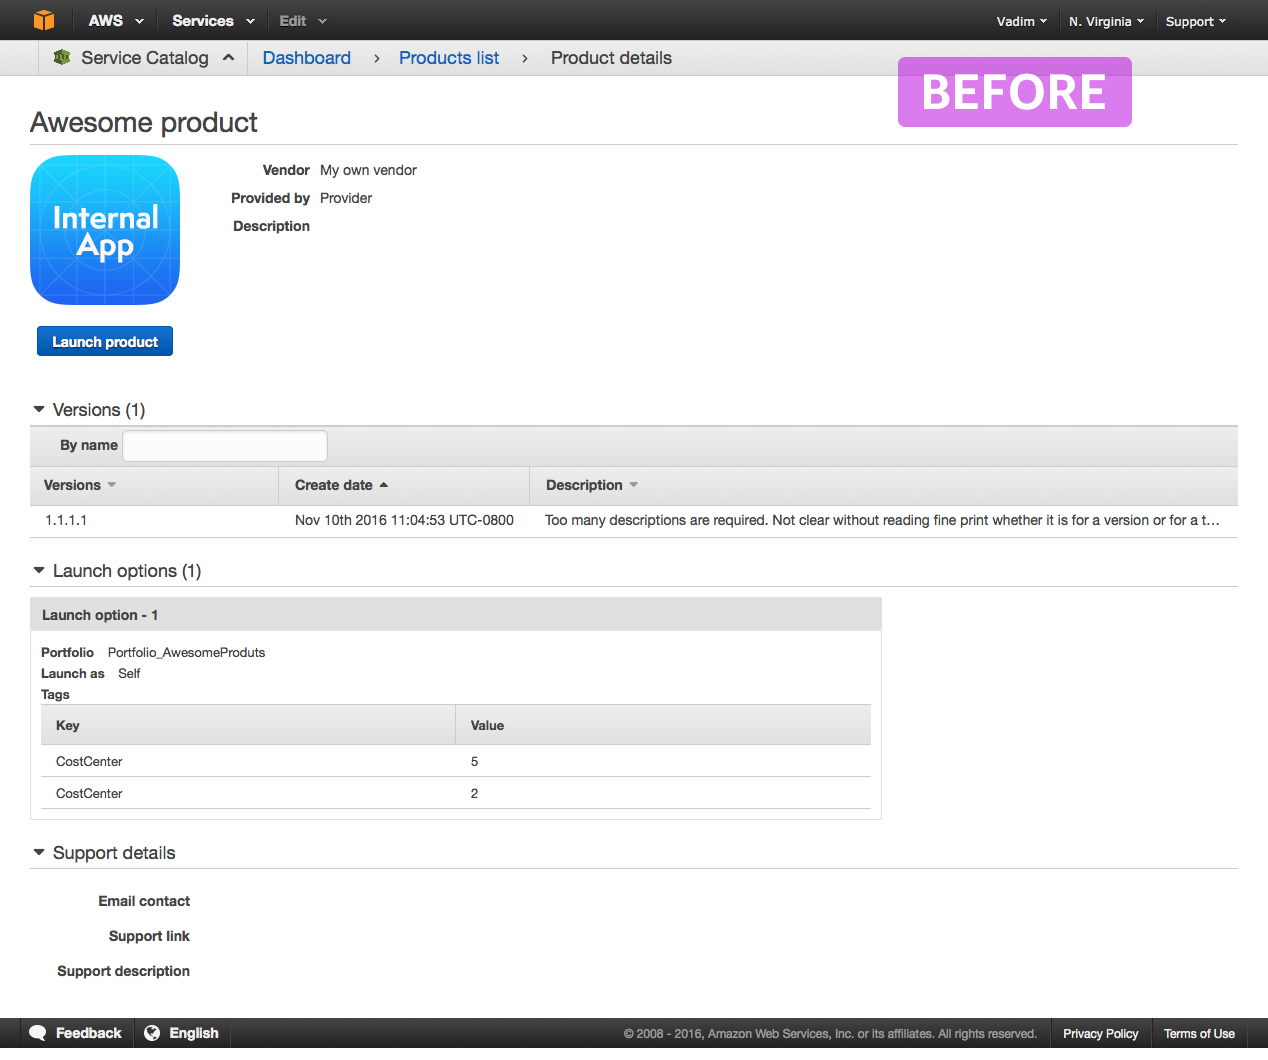 AWS Services Edit Vadim N. Virginia Support
Service Catalog Dashboard › Products list › Product details
BEFORE
Awesome product
Internal
App
Vendor My own vendor
Provided by Provider
Description
Launch product
Versions (1)
By name
Versions Create date Description
1.1.1.1 Nov 10th 2016 11:04:53 UTC-0800 Too many descriptions are required. Not clear without reading fine print whether it is for a version or for a t...
Launch options (1)
Launch option - 1
Portfolio Portfolio_AwesomeProduts
Launch as Self
Tags
Key Value
CostCenter 5
CostCenter 2
Support details
Email contact
Support link
Support description
Feedback English © 2008 - 2016, Amazon Web Services, Inc. or its affiliates. All rights reserved. Privacy Policy Terms of Use